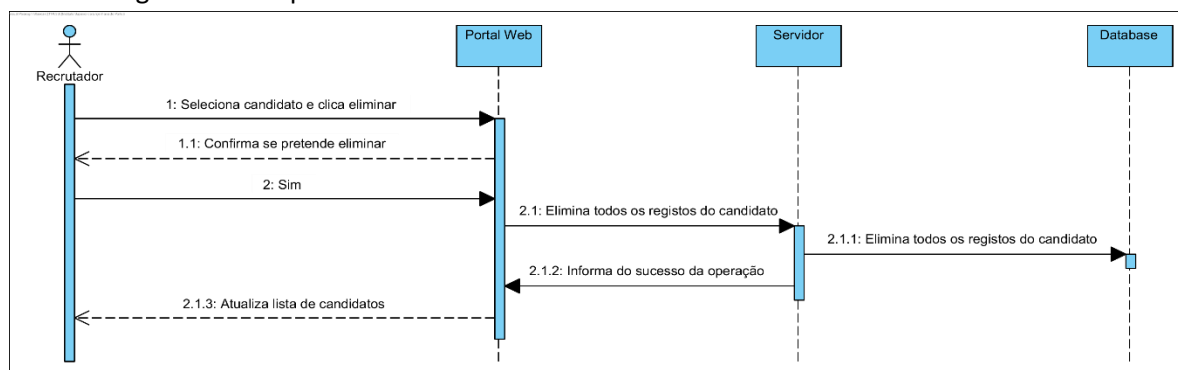 Portal Web
Servidor
Database
Recrutador
1: Seleciona candidato e clica eliminar
1.1: Confirma se pretende eliminar
2: Sim
2.1: Elimina todos os registos do candidato
2.1.1: Elimina todos os registos do candidato
2.1.2: Informa do sucesso da operação
2.1.3: Atualiza lista de candidatos